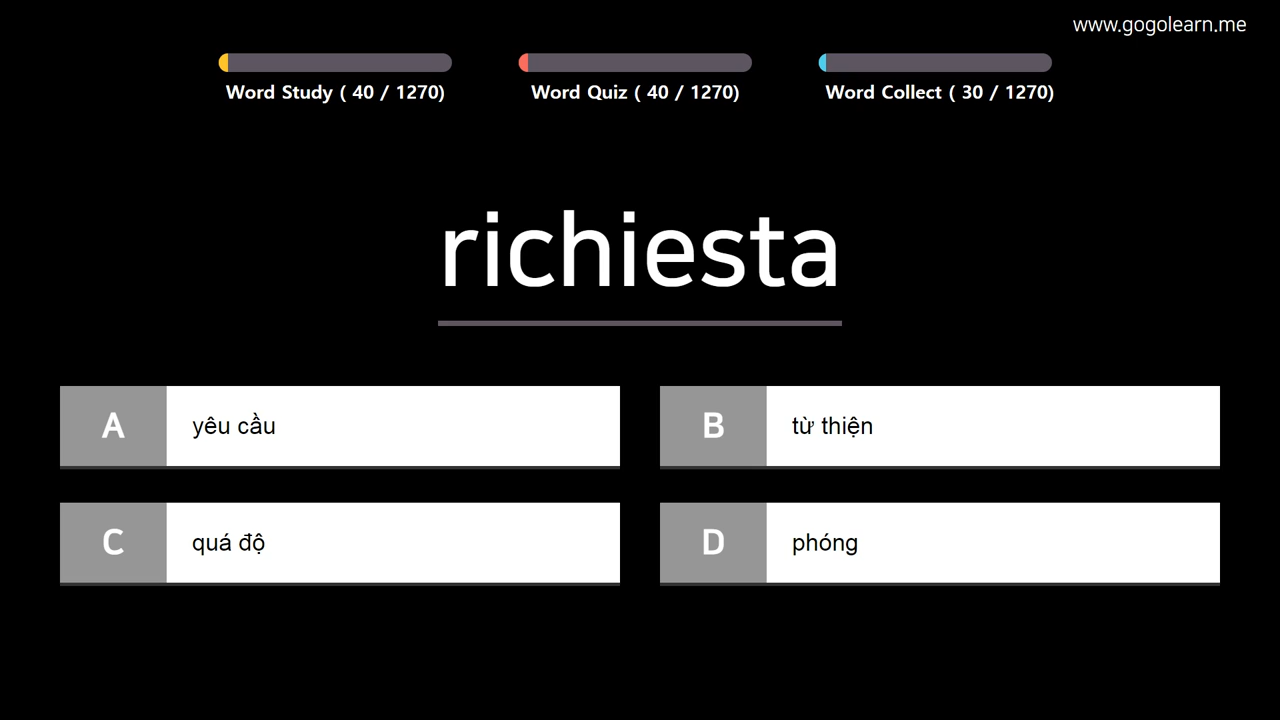 www.gogolearn.me
Word Study ( 40 / 1270)
Word Quiz ( 40 / 1270)
Word Collect ( 30 / 1270)
richiesta
A yêu cầu
B từ thiện
C quá độ
D phóng